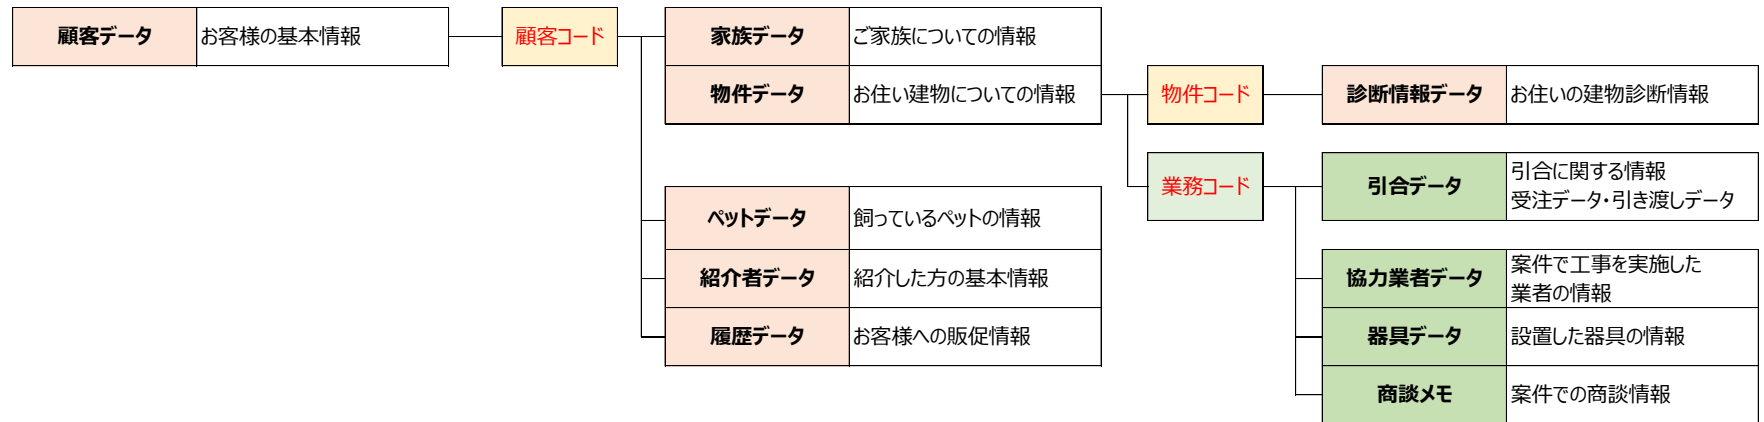 顧客データ お客様の基本情報 顧客コード 家族データ ご家族についての情報
物件データ お住い建物についての情報 物件コード 診断情報データ お住いの建物診断情報
業務コード 引合データ 引合に関する情報
受注データ・引き渡しデータ
ペットデータ 飼っているペットの情報
紹介者データ 紹介した方の基本情報 協力業者データ 案件で工事を実施した
業者の情報
履歴データ お客様への販促情報 器具データ 設置した器具の情報
商談メモ 案件での商談情報